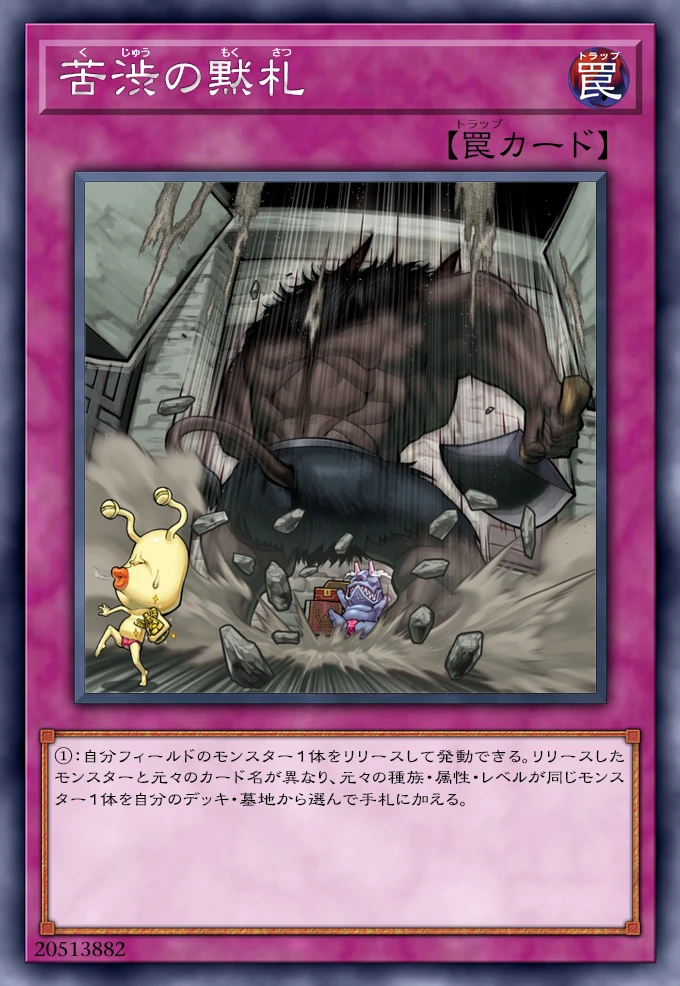 くじゅう もくさつ
苦渋の黙札
トラップ
罠
トラップ
【罠カード】
①:自分フィールドのモンスター1体をリリースして発動できる。リリースした
モンスターと元々のカード名が異なり、元々の種族・属性・レベルが同じモンス
ター1体を自分のデッキ・墓地から選んで手札に加える。
20513882